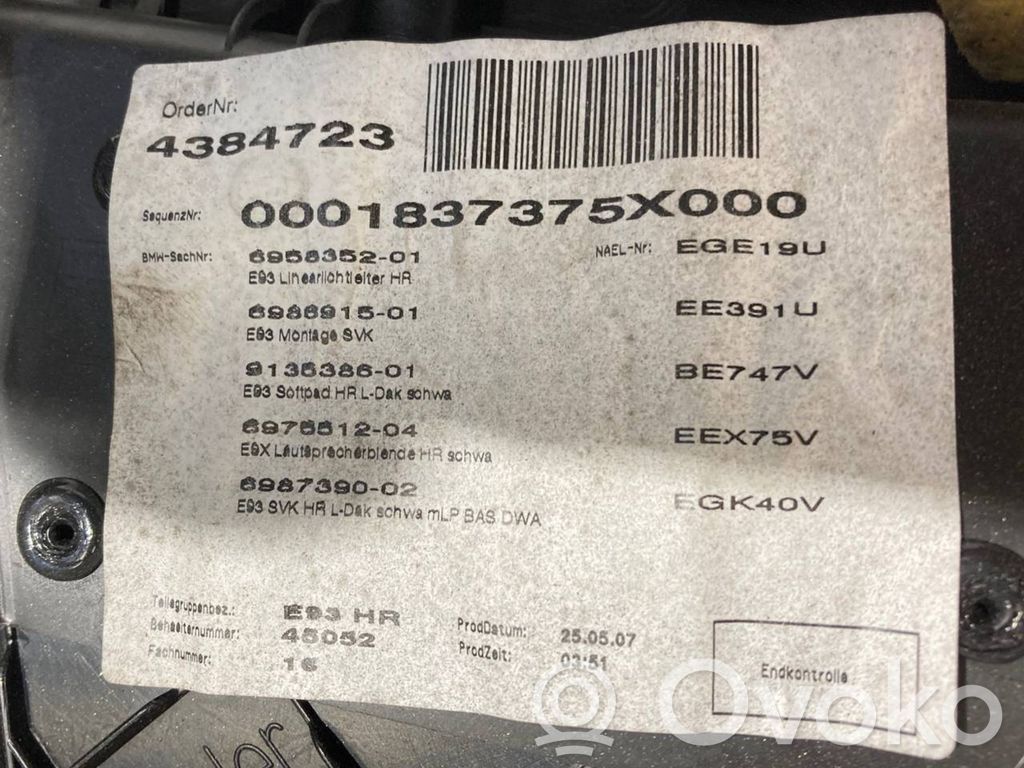 OrderNr:
4384723
SequenzNr: 0001837375X000
BMW-SachNr: 6958352-01 NAEL-Nr: EGE19U
E93 Linearlichtleiter HR
6986915-01 EE391U
E93 Montage SVK
9135386-01 BE747V
E93 Softpad HR L-Dak schwa
6975512-04 EEX75V
E9X Lautsprecherblende HR schwa
6987390-02 EGK40V
E93 SVK HR L-Dak schwa mLP BAS DWA
Teilegruppenbez.: E93 HR
Behaelternummer: 45052
Fachnummer: 16
ProdDatum: 25.05.07
ProdZeit: 03:51
Endkontrolle
Ovoko